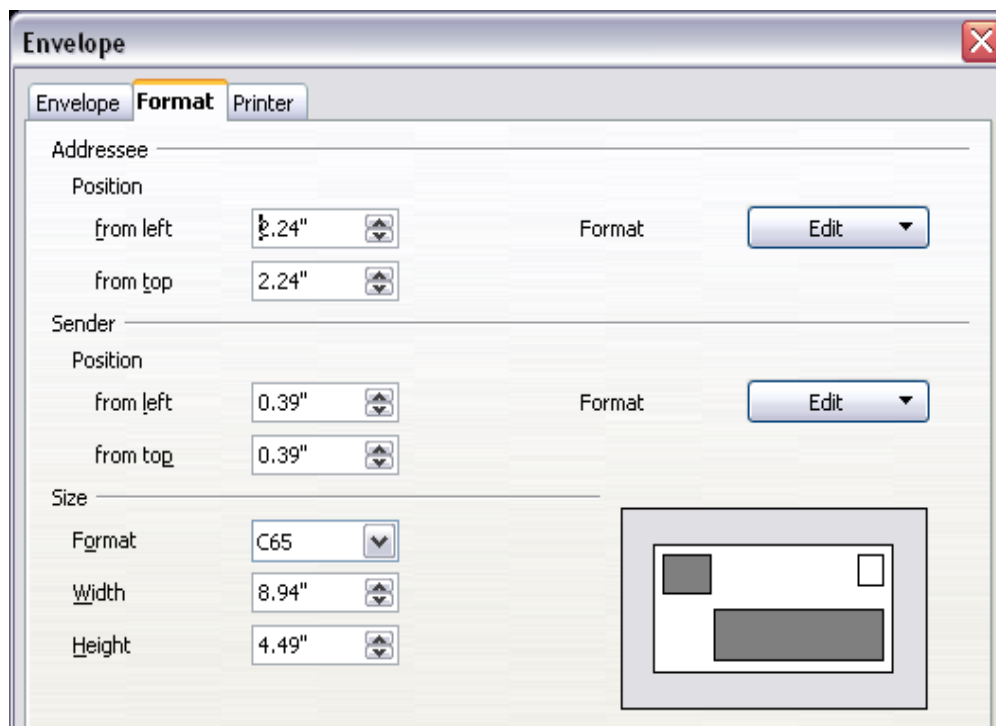 Envelope
Envelope Format Printer
Addressee
Position
from left 2.24" Format Edit
from top 2.24"
Sender
Position
from left 0.39" Format Edit
from top 0.39"
Size
Format C65
Width 8.94"
Height 4.49"